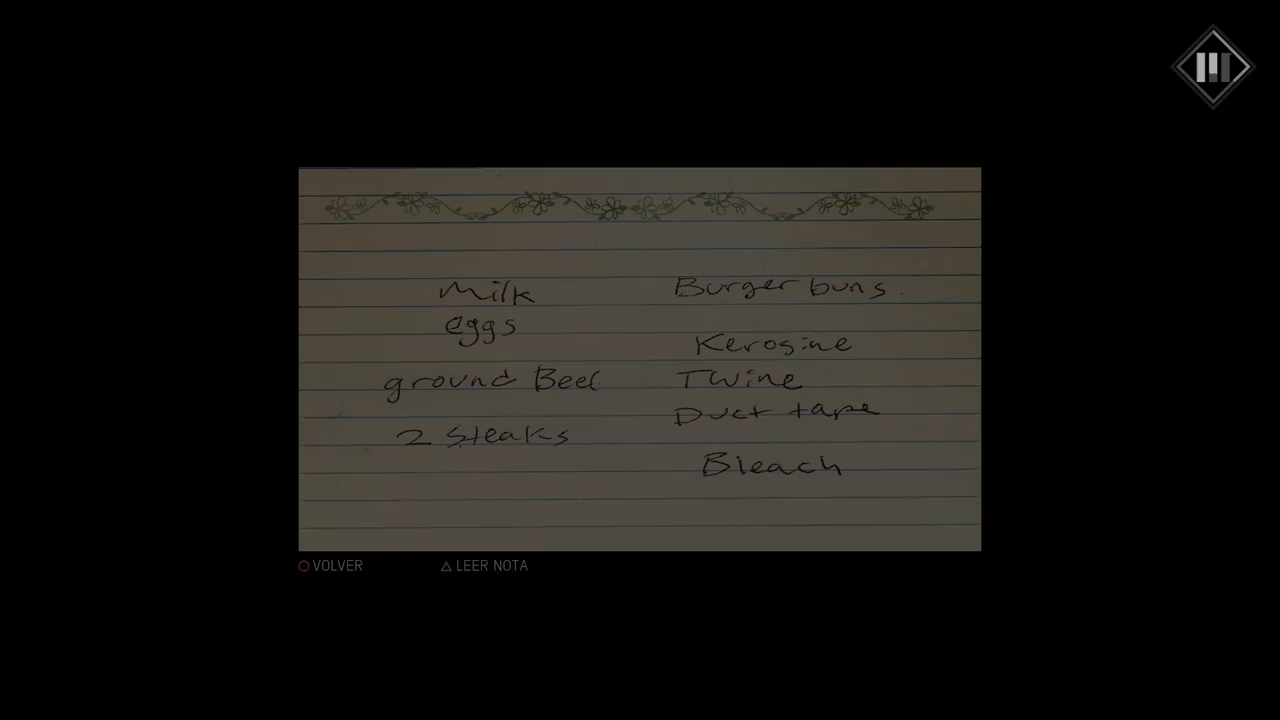 Milk
eggs
ground Beef
2 Steaks
Burger buns.
Kerosine
Twine
Duct tape
Bleach
VOLVER
LEER NOTA